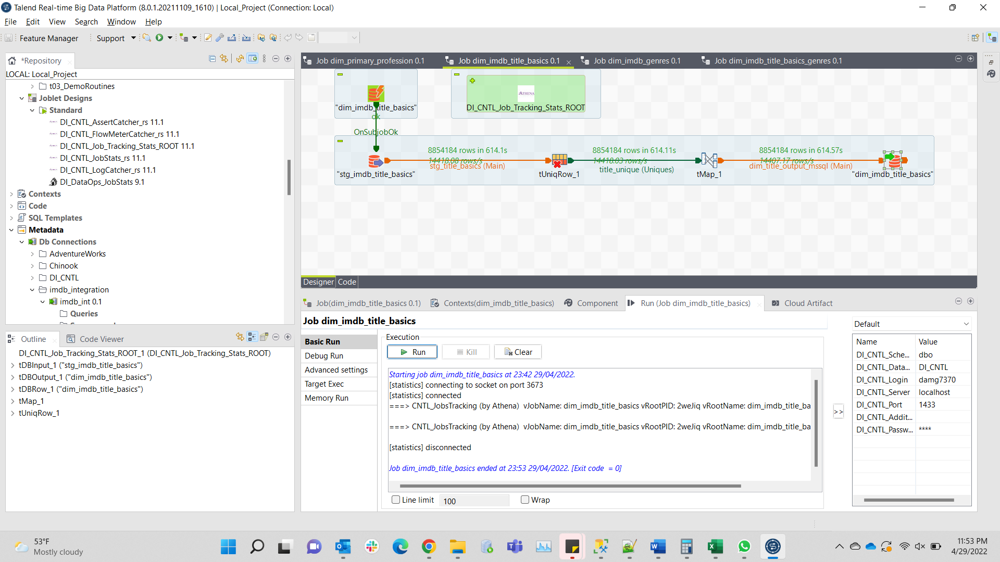 Talend Real-time Big Data Platform (8.0.1.20211109_1610) | Local_Project (Connection: Local)
File Edit View Search Window Help
Feature Manager Support
*Repository
LOCAL: Local_Project
t03_DemoRoutines
Joblet Designs
Standard
DI_CNTL_AssertCatcher_rs 11.1
DI_CNTL_FlowMeterCatcher_rs 11.1
DI_CNTL_Job_Tracking_Stats_ROOT 11.1
DI_CNTL_JobStats_rs 11.1
DI_CNTL_LogCatcher_rs 11.1
DI_DataOps_JobStats 9.1
Contexts
Code
SQL Templates
Metadata
Db Connections
AdventureWorks
Chinook
DI_CNTL
imdb_integration
imdb_int 0.1
Queries
Outline Code Viewer
DI_CNTL_Job_Tracking_Stats_ROOT_1 (DI_CNTL_Job_Tracking_Stats_ROOT)
tDBInput_1 ("stg_imdb_title_basics")
tDBOutput_1 ("dim_imdb_title_basics")
tDBRow_1 ("dim_imdb_title_basics")
tMap_1
tUniqRow_1
Job dim_primary_profession 0.1 Job dim_imdb_title_basics 0.1 Job dim_imdb_genres 0.1 Job dim_imdb_title_basics_genres 0.1
ATHENA
"dim_imdb_title_basics" DI_CNTL_Job_Tracking_Stats_ROOT
ok
OnSubjobOk
8854184 rows in 614.1s 8854184 rows in 614.11s 8854184 rows in 614.57s
14418.08 rows/s 14418.03 rows/s 14407.17 rows/s
stg_title_basics (Main) title_unique (Uniques) dim_title_output_mssql (Main)
"stg_imdb_title_basics" tUniqRow_1 tMap_1 "dim_imdb_title_basics"
Designer Code
Job(dim_imdb_title_basics 0.1) Contexts(dim_imdb_title_basics) Component Run (Job dim_imdb_title_basics) Cloud Artifact
Job dim_imdb_title_basics
Basic Run
Debug Run
Advanced settings
Target Exec
Memory Run
Execution
Run Kill Clear
Starting job dim_imdb_title_basics at 23:42 29/04/2022.
[statistics] connecting to socket on port 3673
[statistics] connected
===> CNTL_JobsTracking (by Athena) vJobName: dim_imdb_title_basics vRootPID: 2weJiq vRootName: dim_imdb_title_ba
===> CNTL_JobsTracking (by Athena) vJobName: dim_imdb_title_basics vRootPID: 2weJiq vRootName: dim_imdb_title_ba
[statistics] disconnected
Job dim_imdb_title_basics ended at 23:53 29/04/2022. [Exit code = 0]
Line limit 100 Wrap
>>
Default
Name Value
DI_CNTL_Sche... dbo
DI_CNTL_Data... DI_CNTL
DI_CNTL_Login damg7370
DI_CNTL_Server localhost
DI_CNTL_Port 1433
DI_CNTL_Addit...
DI_CNTL_Passw... ****
53°F
Mostly cloudy
11:53 PM
4/29/2022